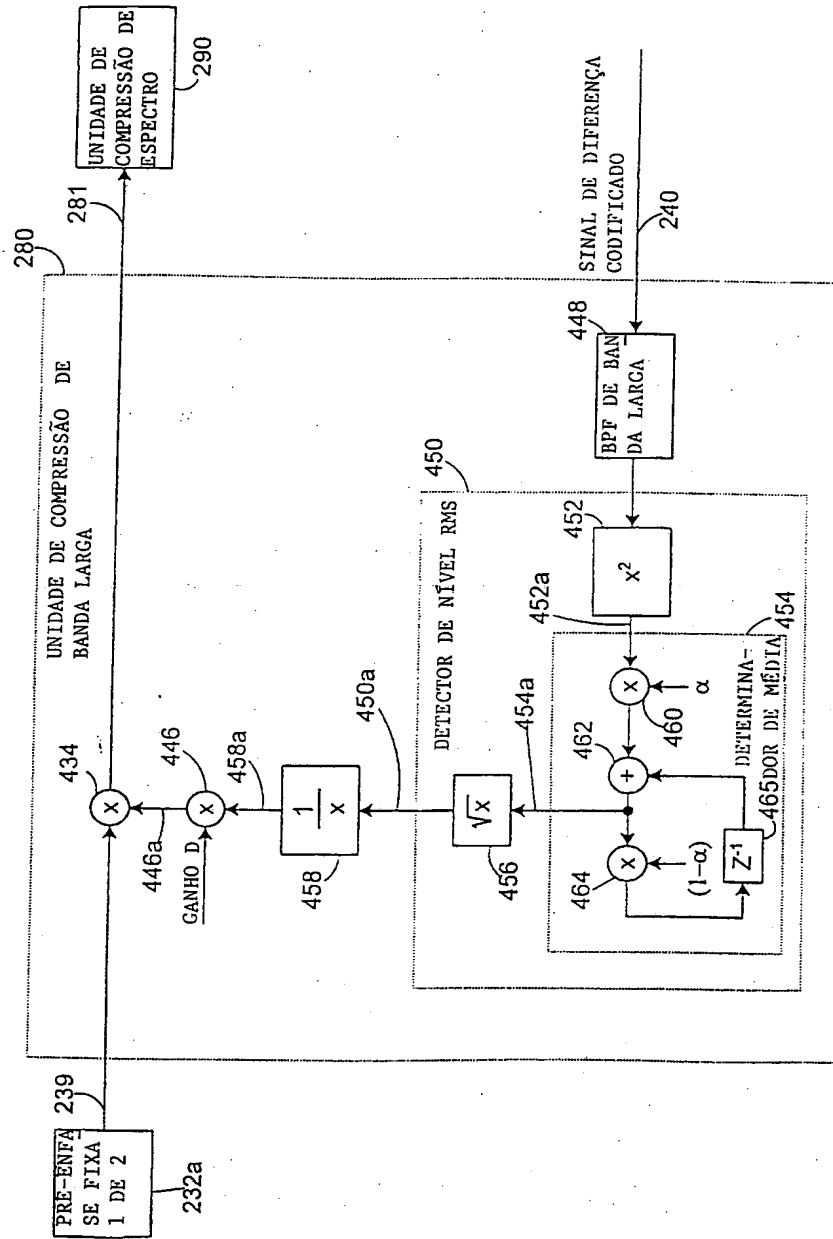 PRE-ENFA
SE FIXA
1 DE 2
232a
239
434
281
280
UNIDADE DE
COMPRESSÃO DE
ESPECTRO
290
UNIDADE DE COMPRESSÃO DE
BANDA LARGA
446a
446
GANHO D
458a
1
x
458
450a
DETECTOR DE NÍVEL RMS
450
√x
456
454a
462
+
X
464
(1-α)
Z-1
465
DETERMINA-
DOR DE MÉDIA
454
X
460
α
452a
X2
452
BPF DE BAN
DA LARGA
448
SINAL DE DIFERENÇA
CODIFICADO
240
X
X